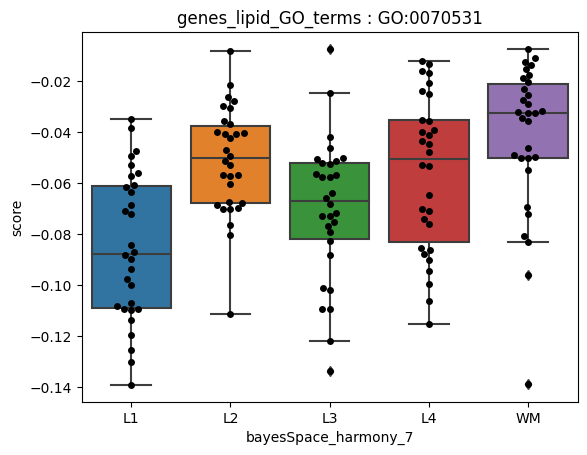 genes_lipid_GO_terms : GO:0070531
−0.02
−0.04
−0.06
−0.08
−0.10
−0.12
−0.14
score
L1 L2 L3 L4 WM
bayesSpace_harmony_7